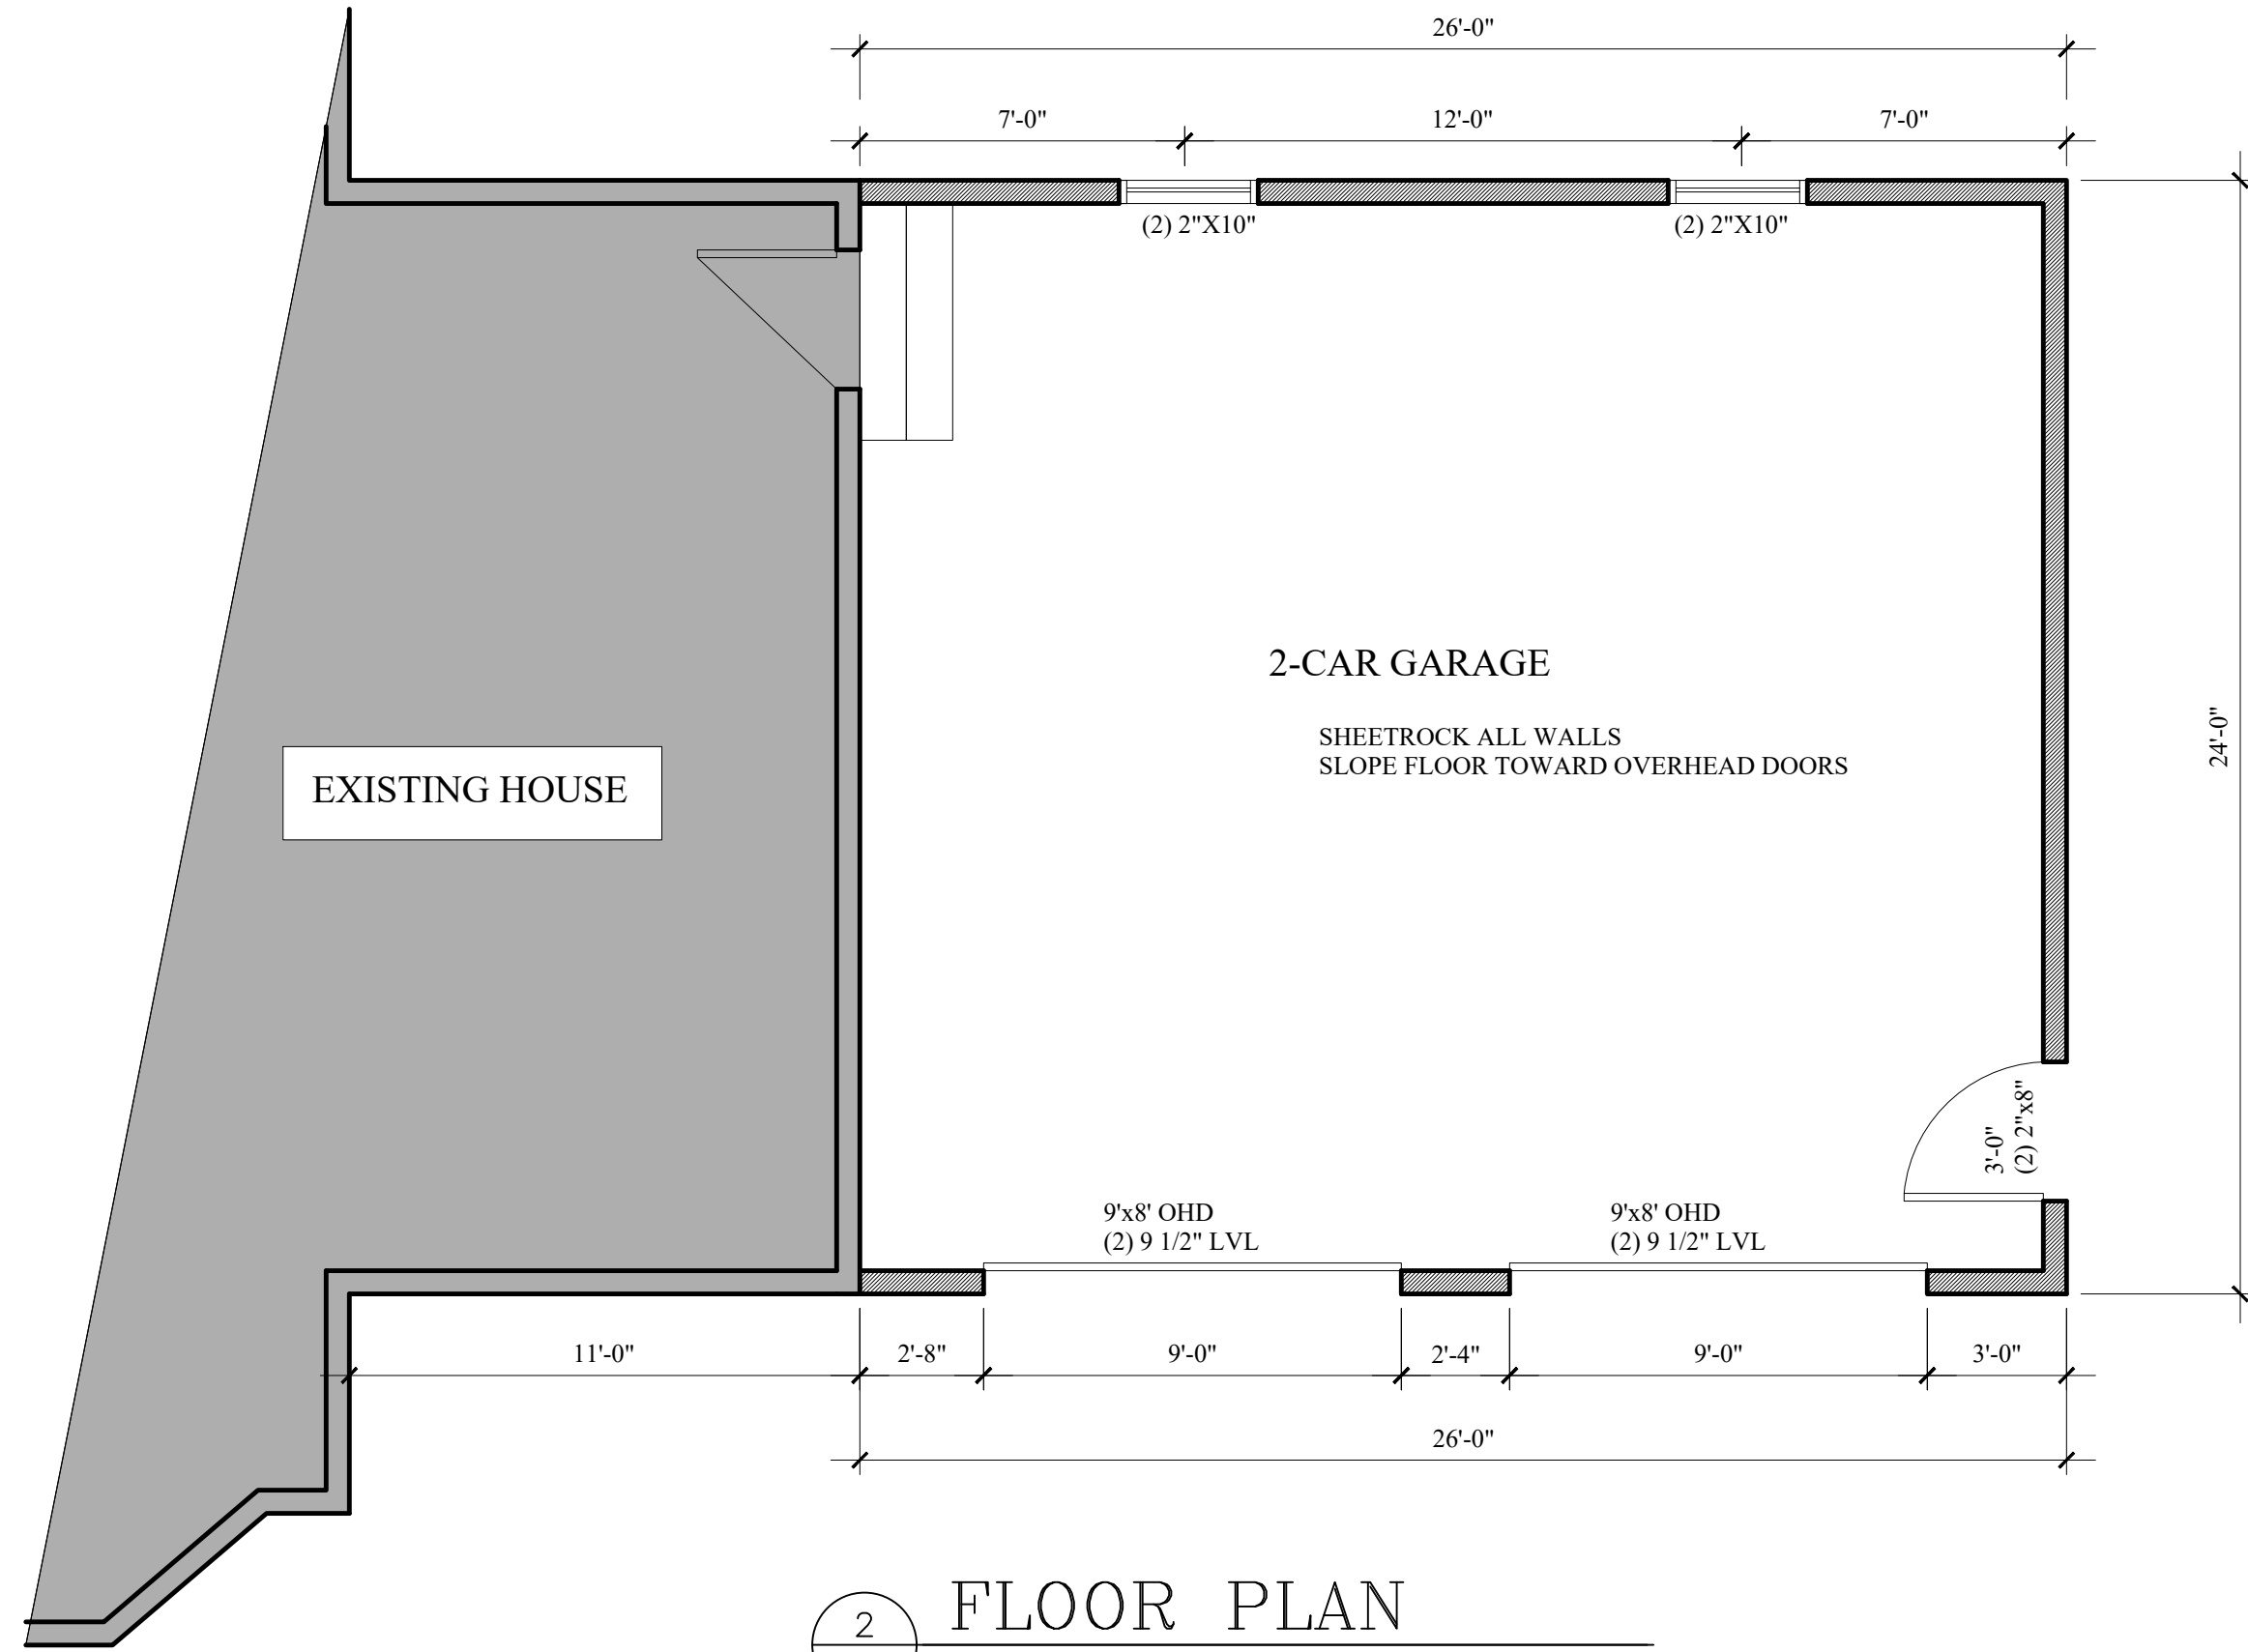 26'-0"
7'-0"
12'-0"
7'-0"
(2) 2"X10"
(2) 2"X10"
2-CAR GARAGE
SHEETROCK ALL WALLS
SLOPE FLOOR TOWARD OVERHEAD DOORS
24'-0"
EXISTING HOUSE
3'-0"
(2) 2"x8"
9'x8' OHD
(2) 9 1/2" LVL
9'x8' OHD
(2) 9 1/2" LVL
11'-0"
2'-8"
9'-0"
2'-4"
9'-0"
3'-0"
26'-0"
2
FLOOR PLAN